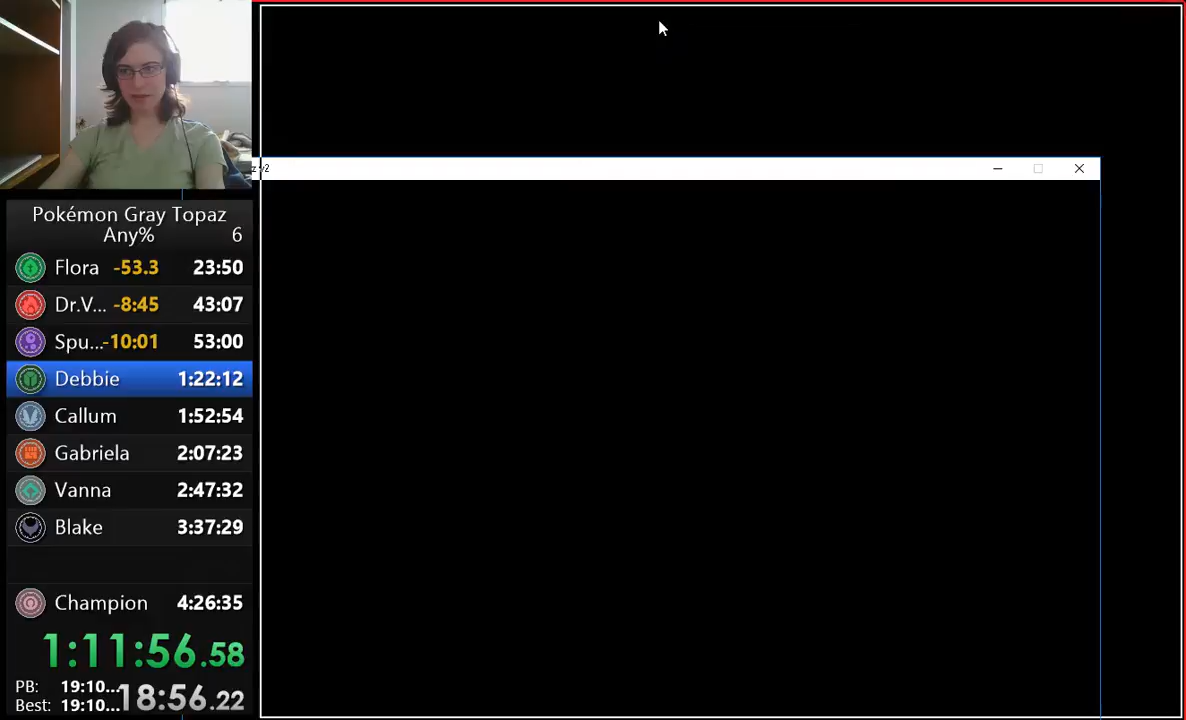 z v2
Pokémon Gray Topaz
Any% 6
Flora -53.3 23:50
Dr.V... -8:45 43:07
Spu...-10:01 53:00
Debbie 1:22:12
Callum 1:52:54
Gabriela 2:07:23
Vanna 2:47:32
Blake 3:37:29
Champion 4:26:35
1:11:56.58
PB: 19:10...
Best: 19:10...
18:56.22